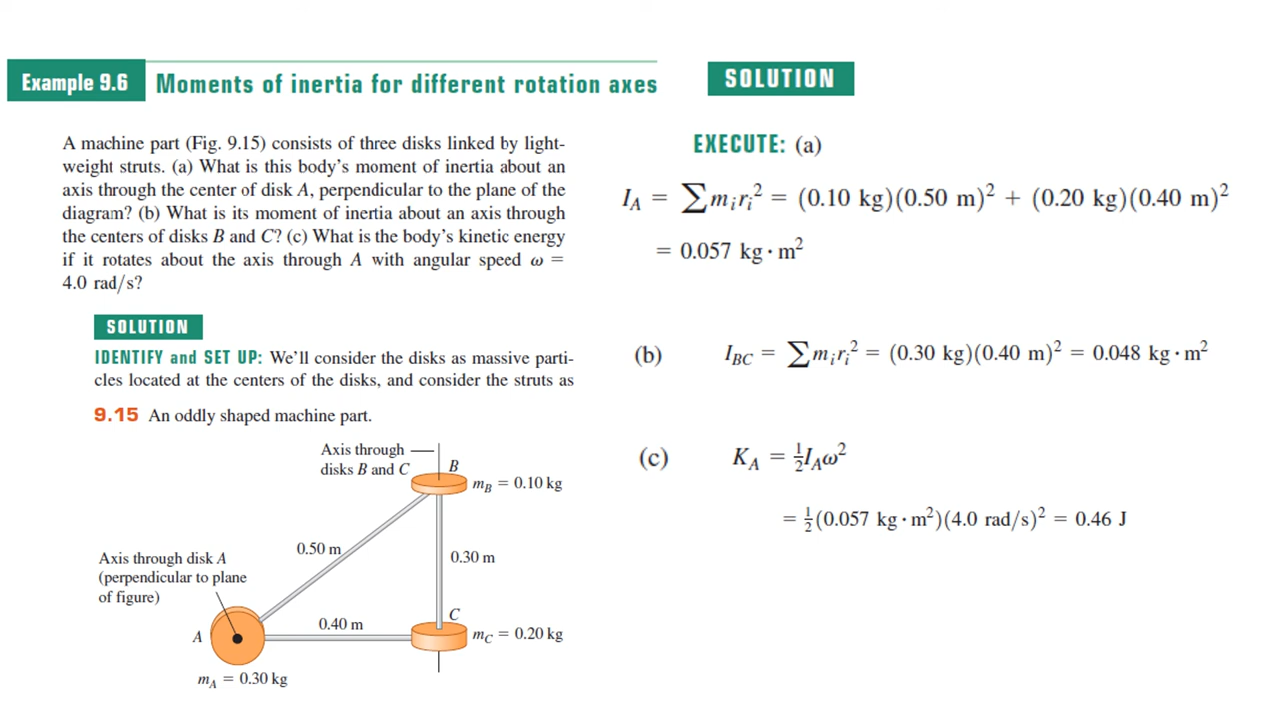 Example 9.6 Moments of inertia for different rotation axes
A machine part (Fig. 9.15) consists of three disks linked by light-
weight struts. (a) What is this body's moment of inertia about an
axis through the center of disk A, perpendicular to the plane of the
diagram? (b) What is its moment of inertia about an axis through
the centers of disks B and C? (c) What is the body's kinetic energy
if it rotates about the axis through A with angular speed ω =
4.0 rad/s?
SOLUTION
IDENTIFY and SET UP: We'll consider the disks as massive parti-
cles located at the centers of the disks, and consider the struts as
9.15 An oddly shaped machine part.
Axis through
disks B and C
B
m_B = 0.10 kg
0.50 m
0.30 m
Axis through disk A
(perpendicular to plane
of figure)
A
0.40 m
C
m_C = 0.20 kg
m_A = 0.30 kg
SOLUTION
EXECUTE: (a)
I_A = ∑m_i r_i² = (0.10 kg)(0.50 m)² + (0.20 kg)(0.40 m)²
= 0.057 kg · m²
(b) I_BC = ∑m_i r_i² = (0.30 kg)(0.40 m)² = 0.048 kg · m²
(c) K_A = ½I_Aω²
= ½(0.057 kg · m²)(4.0 rad/s)² = 0.46 J